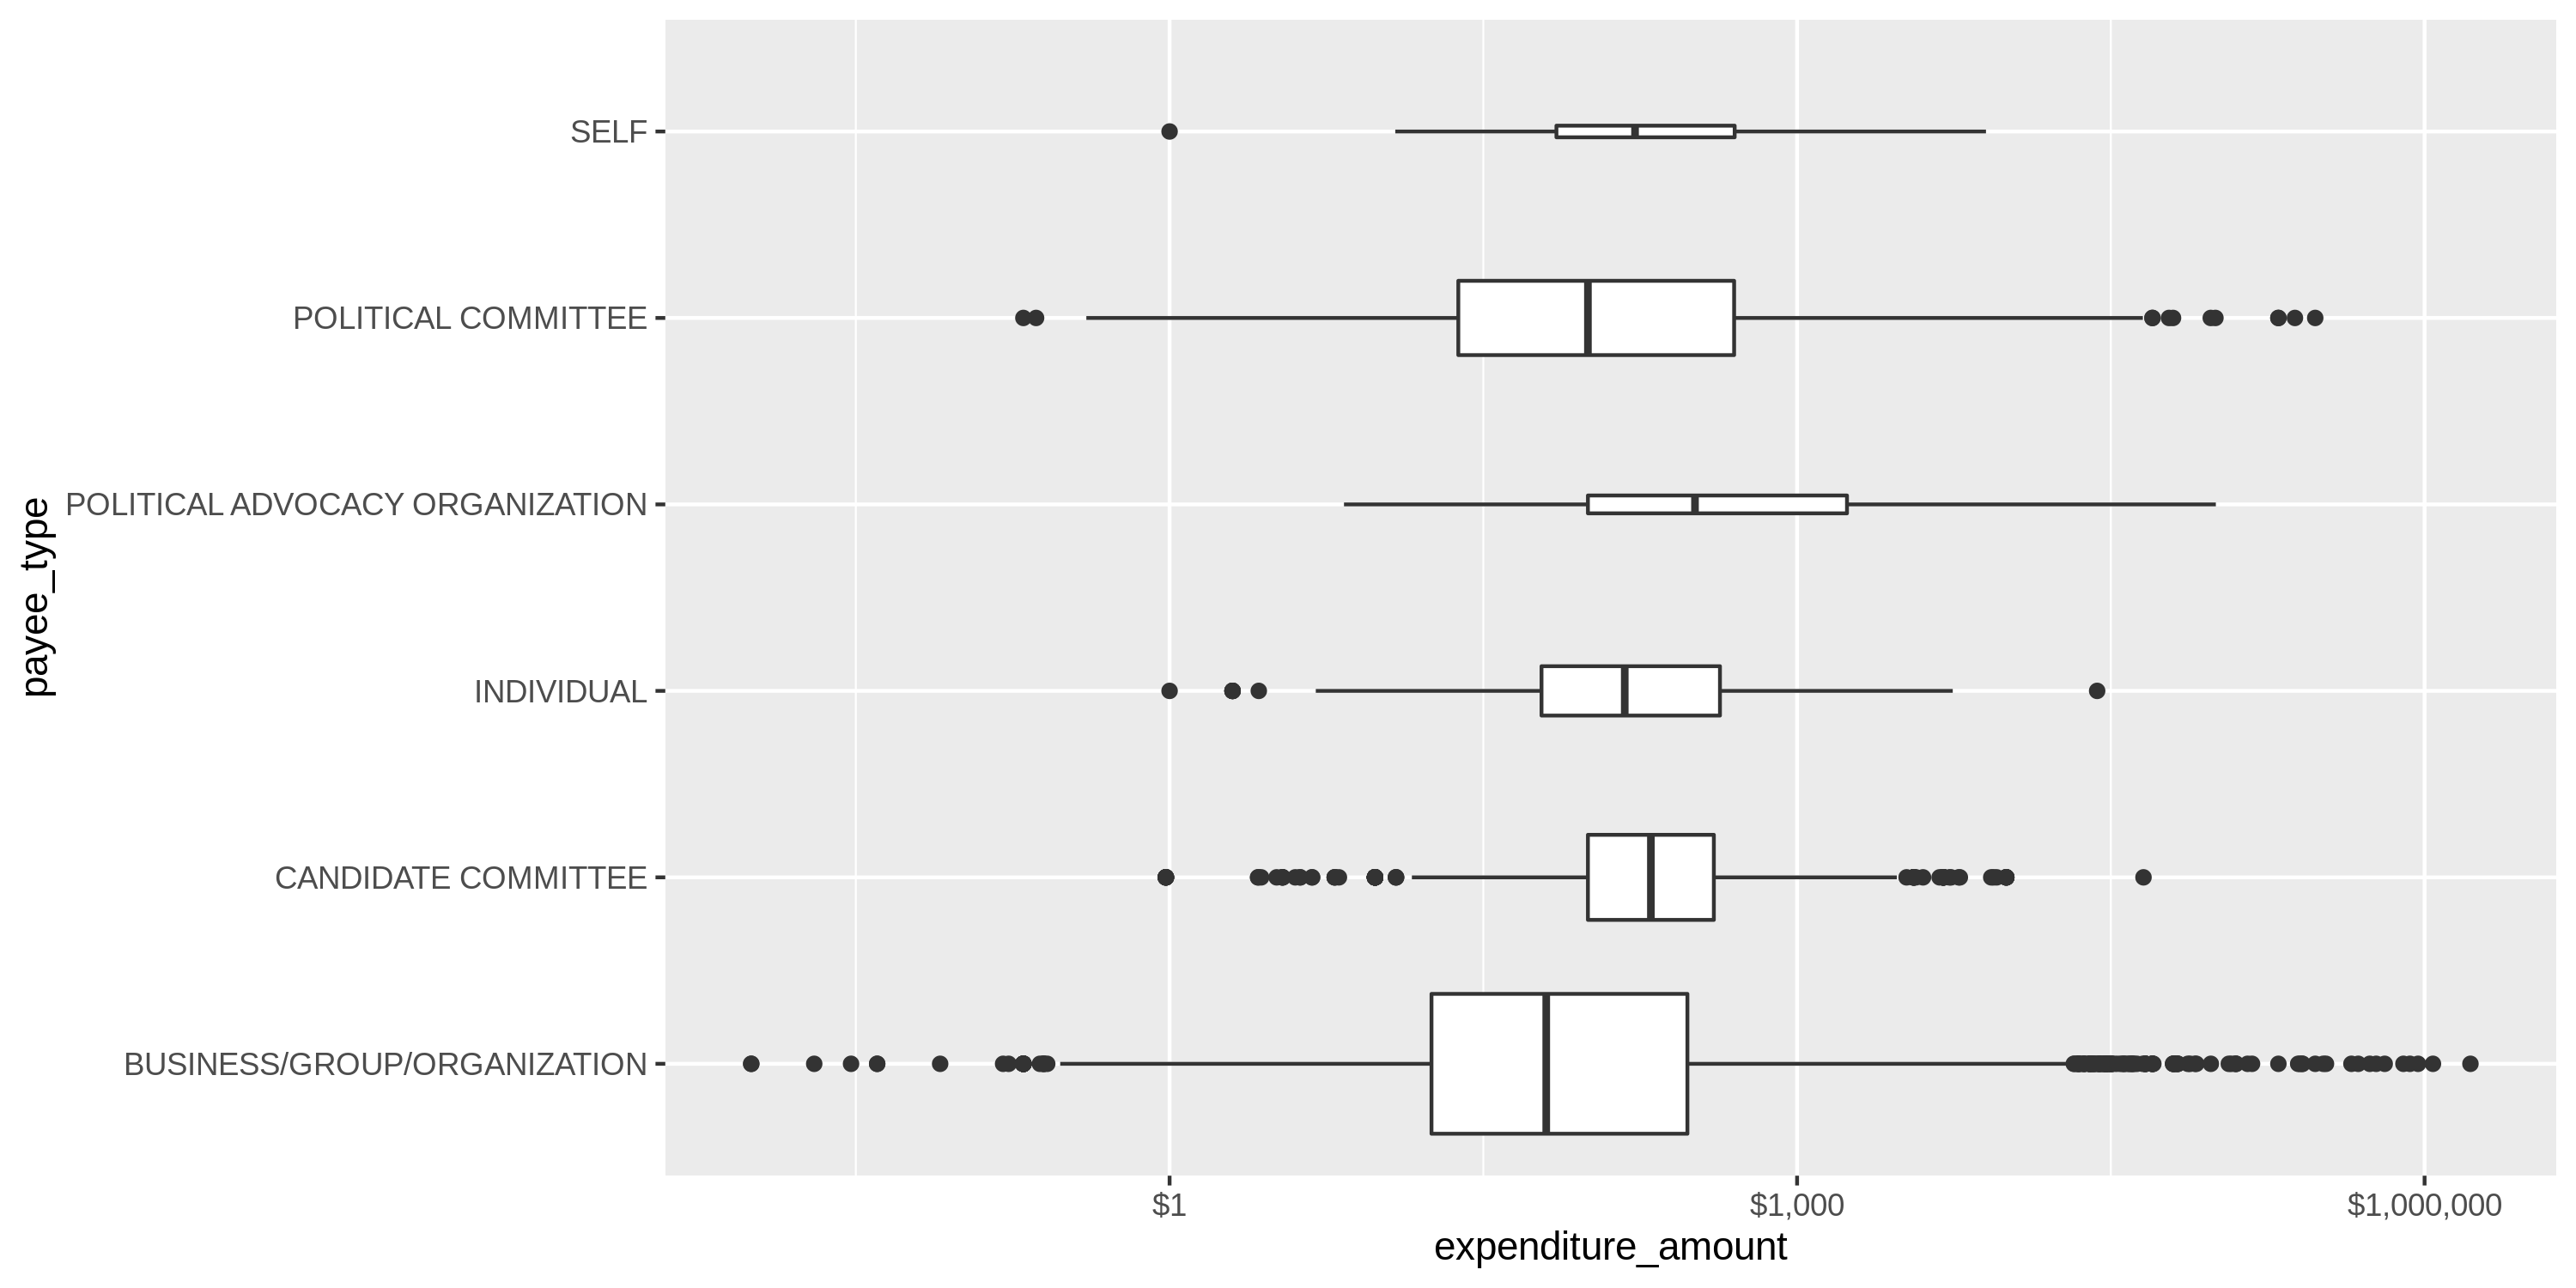 payee_type
SELF
POLITICAL COMMITTEE
POLITICAL ADVOCACY ORGANIZATION
INDIVIDUAL
CANDIDATE COMMITTEE
BUSINESS/GROUP/ORGANIZATION
$1 $1,000 $1,000,000
expenditure_amount